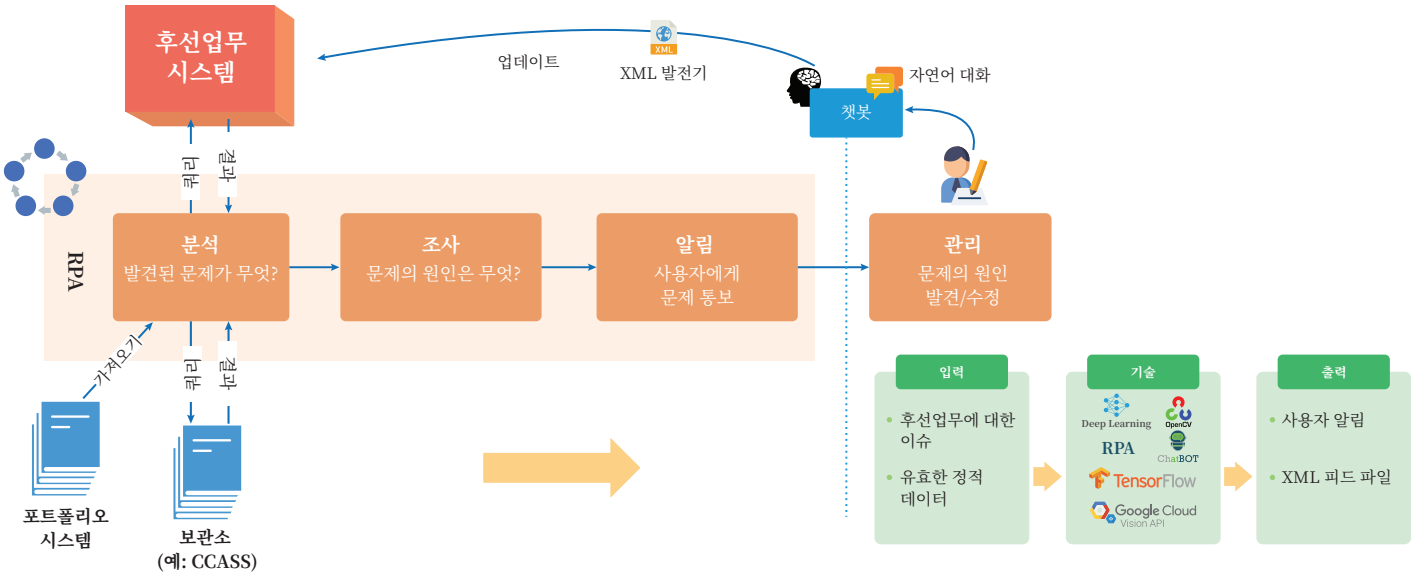 후선업무
시스템
업데이트
XML
XML 발전기
자연어 대화
챗봇
쿼리
결과
RPA
분석
발견된 문제가 무엇?
조사
문제의 원인은 무엇?
알림
사용자에게
문제 통보
관리
문제의 원인
발견/수정
가져오기
쿼리
결과
포트폴리오
시스템
보관소
(예: CCASS)
입력
후선업무에 대한
이슈
유효한 정적
데이터
기술
Deep Learning
OpenCV
RPA
ChatBOT
TensorFlow
Google Cloud
Vision API
출력
사용자 알림
XML 피드 파일